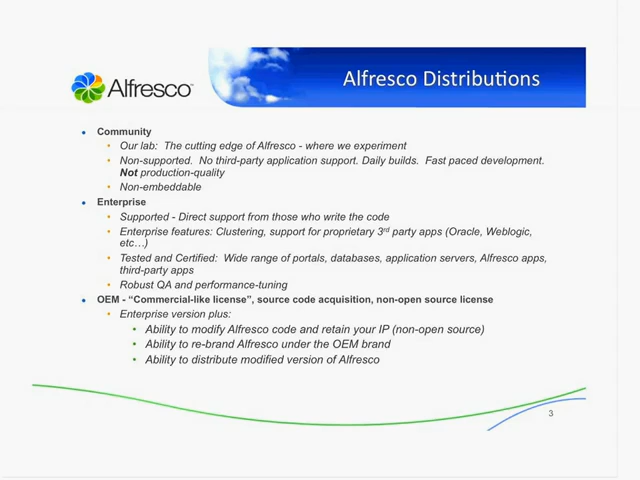 Alfresco™
Alfresco Distributions
• Community
• Our lab:  The cutting edge of Alfresco - where we experiment
• Non-supported.  No third-party application support. Daily builds.  Fast paced development.
Not production-quality
• Non-embeddable
• Enterprise
• Supported - Direct support from those who write the code
• Enterprise features: Clustering, support for proprietary 3rd party apps (Oracle, Weblogic,
etc…)
• Tested and Certified:  Wide range of portals, databases, application servers, Alfresco apps,
third-party apps
• Robust QA and performance-tuning
• OEM - “Commercial-like license”, source code acquisition, non-open source license
• Enterprise version plus:
• Ability to modify Alfresco code and retain your IP (non-open source)
• Ability to re-brand Alfresco under the OEM brand
• Ability to distribute modified version of Alfresco
3